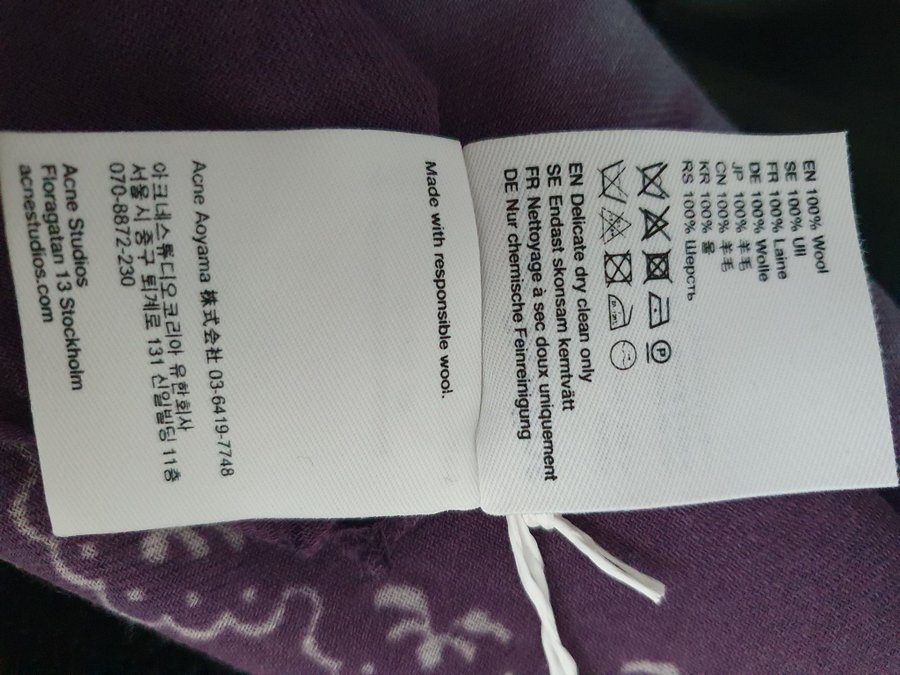 EN 100% Wool
SE 100% Ull
FR 100% Laine
DE 100% Wolle
JP 100% 羊毛
CN 100% 羊毛
KR 100% 울
RS 100% Шерсть
P
EN Delicate dry clean only
SE Endast skonsam kemtvätt
FR Nettoyage à sec doux uniquement
DE Nur chemische Feinreinigung
Made with responsible wool.
Acne Aoyama 株式会社 03-6419-7748
아크네스튜디오코리아 유한회사
서울시 중구 퇴계로 131 신일빌딩 11층
070-8872-230
Acne Studios
Floragatan 13 Stockholm
acnestudios.com